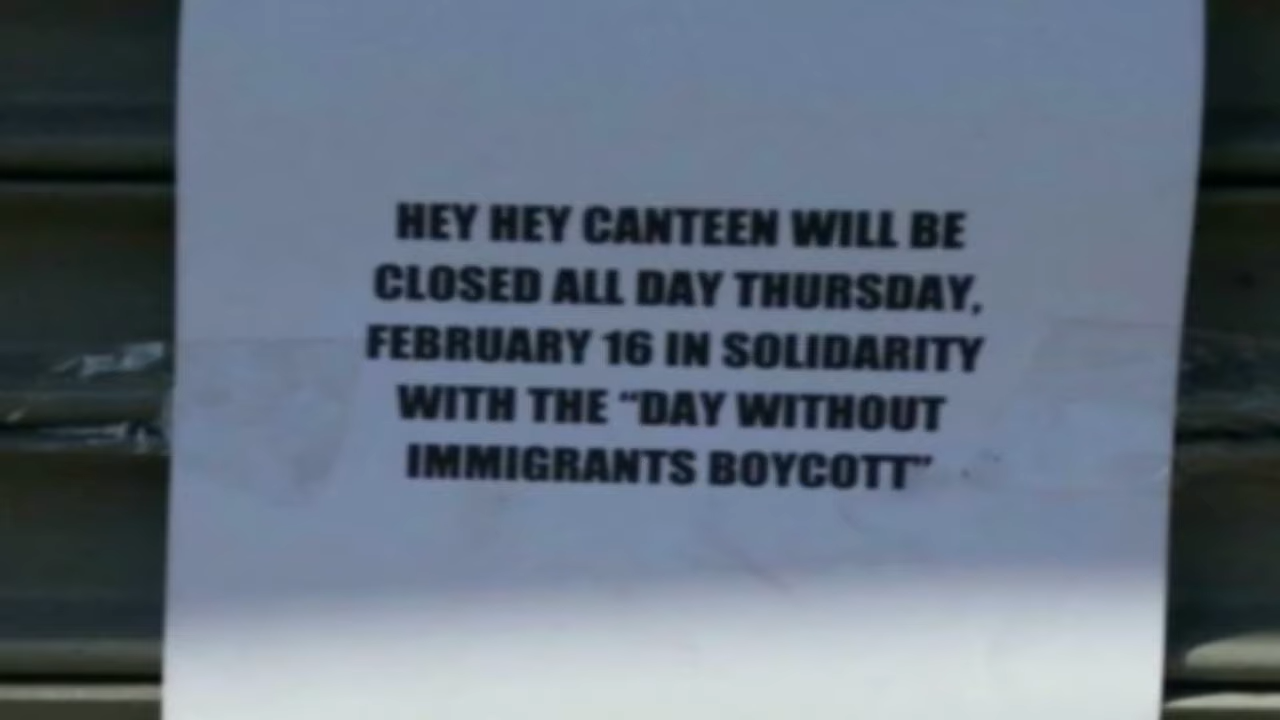 HEY HEY CANTEEN WILL BE
CLOSED ALL DAY THURSDAY,
FEBRUARY 16 IN SOLIDARITY
WITH THE “DAY WITHOUT
IMMIGRANTS BOYCOTT”